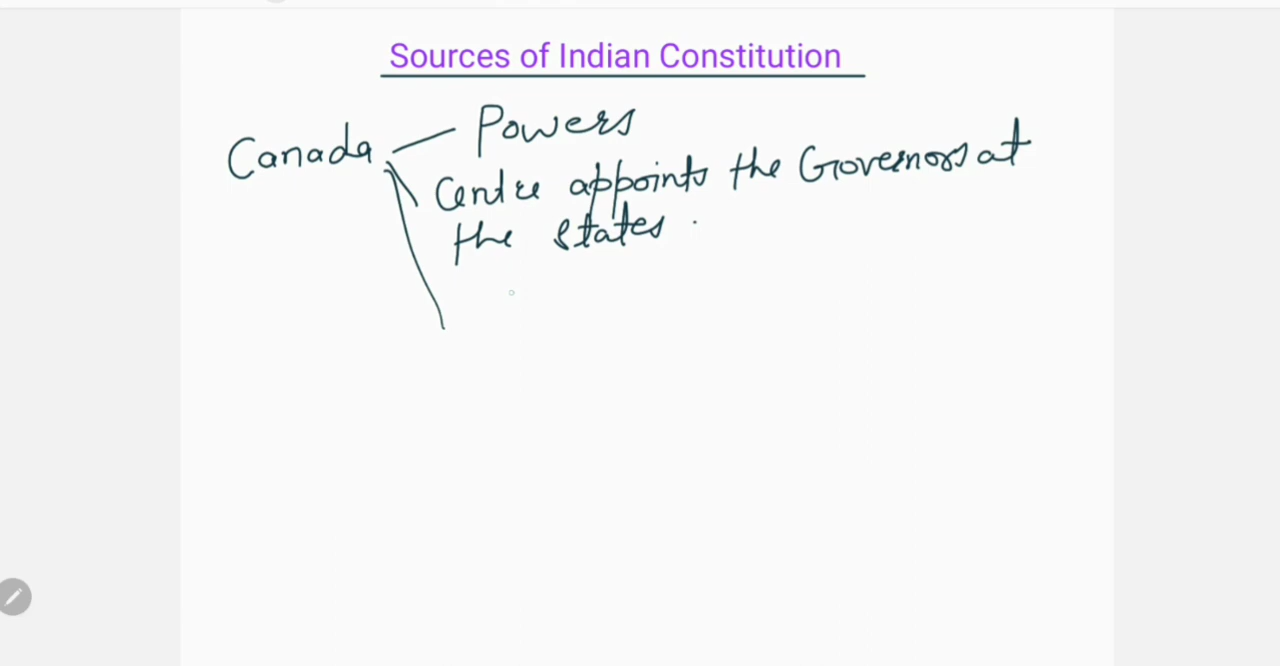 Sources of Indian Constitution
Canada — Powers
Centre appoints the Governors at
the states.